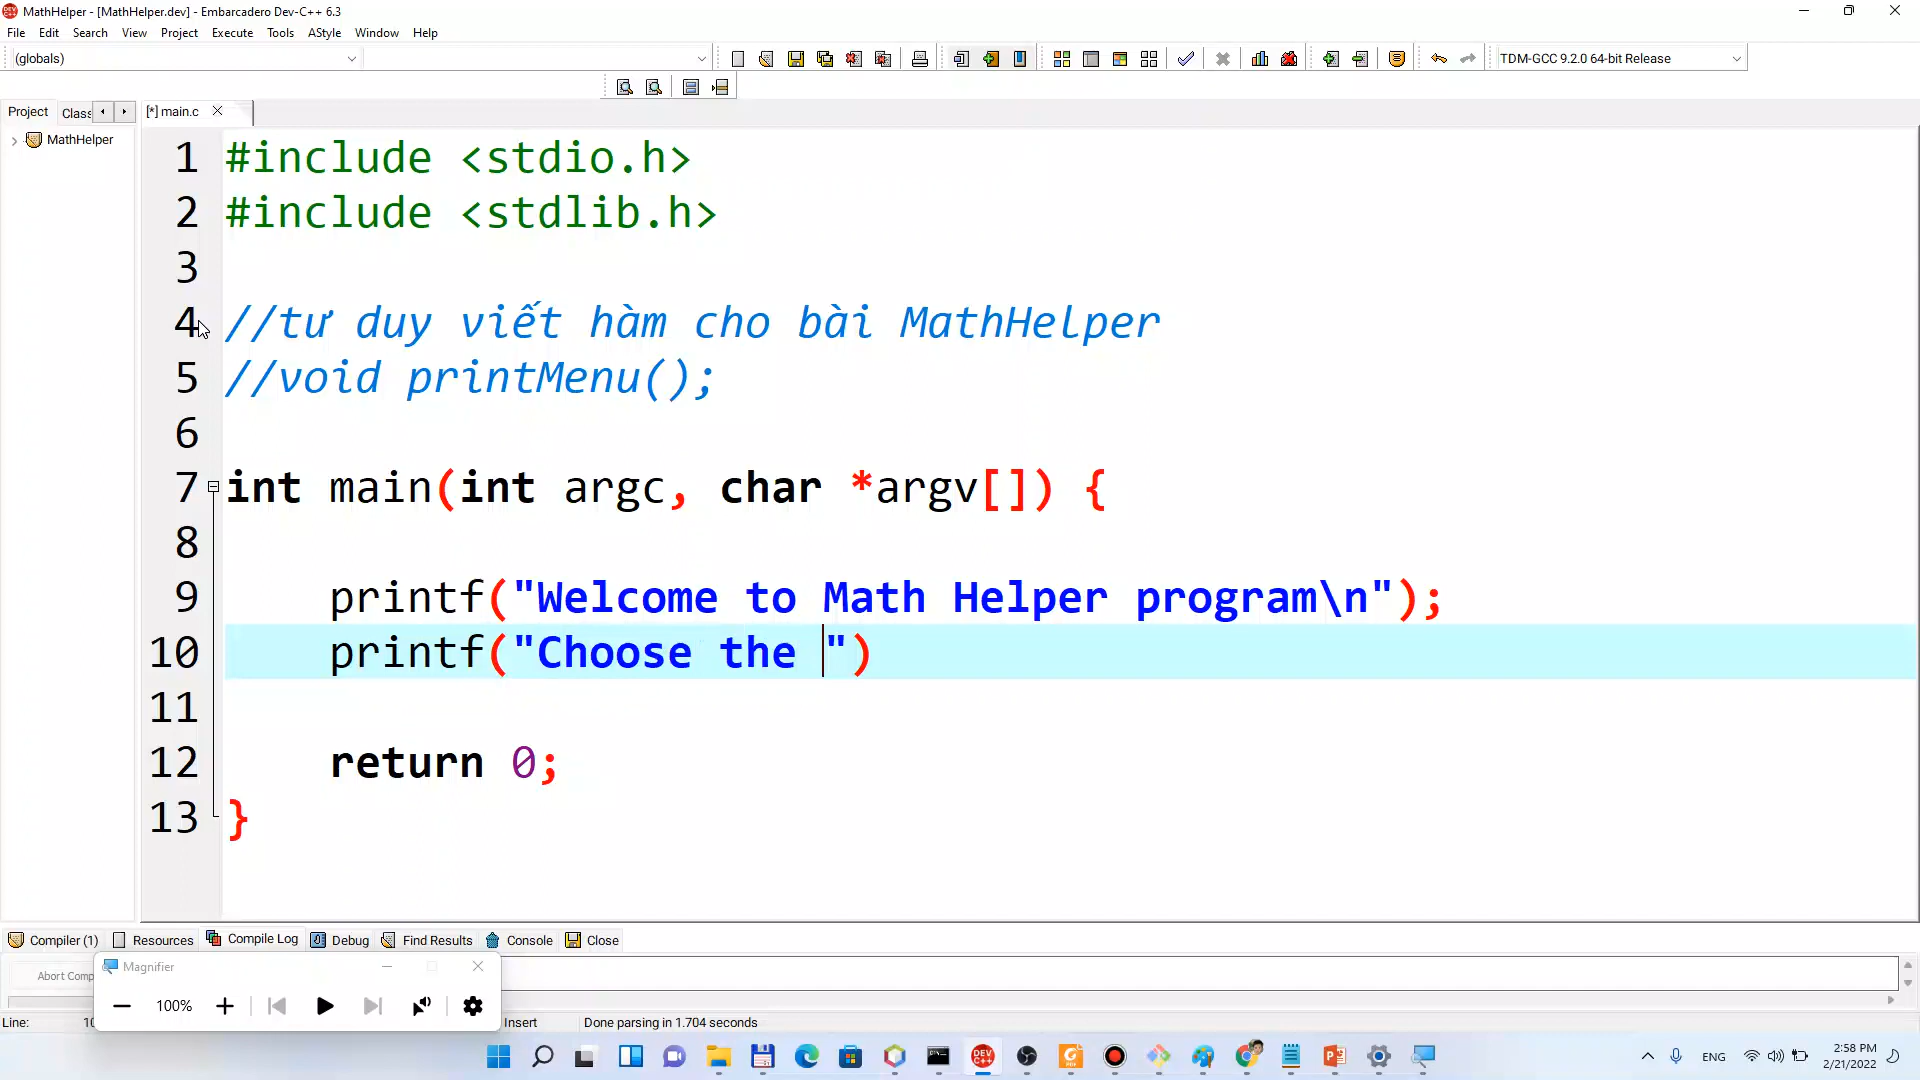 MathHelper - [MathHelper.dev] - Embarcadero Dev-C++ 6.3
File Edit Search View Project Execute Tools AStyle Window Help
(globals)
TDM-GCC 9.2.0 64-bit Release
Project Class [*] main.c
MathHelper
1 #include <stdio.h>
2 #include <stdlib.h>
3
4 //tư duy viết hàm cho bài MathHelper
5 //void printMenu();
6
7 int main(int argc, char *argv[]) {
8
9 printf("Welcome to Math Helper program\n");
10 printf("Choose the ")
11
12 return 0;
13 }
Compiler (1) Resources Compile Log Debug Find Results Console Close
Magnifier
Abort Comp
100%
Line: 10 Insert Done parsing in 1.704 seconds
DEV C++
ENG
2:58 PM
2/21/2022